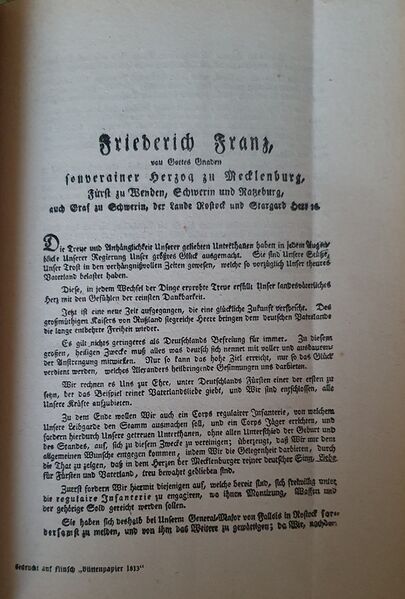 Friederich Franz,
von Gottes Gnaden
souverainer Herzog zu Mecklenburg,
Fürst zu Wenden, Schwerin und Ratzeburg,
auch Graf zu Schwerin, der Lande Rostock und Stargard Herr ꝛc.
Die Treue und Anhänglichkeit Unserer geliebten Unterthanen haben in jedem Augen-
blicke Unserer Regierung Unser größtes Glück ausgemacht. Sie sind Unsere Stütze,
Unser Trost in den verhängnißvollen Zeiten gewesen, welche so vorzüglich Unser theures
Vaterland belastet haben.
Diese, in jedem Wechsel der Dinge erprobte Treue erfüllt Unser landesväterliches
Herz mit den Gefühlen der reinsten Dankbarkeit.
Jetzt ist eine neue Zeit aufgegangen, die eine glückliche Zukunft verspricht. Des
großmüthigen Kaisers von Rußland siegreiche Heere bringen dem deutschen Vaterlande
die lange entbehrte Freiheit wieder.
Es gilt nichts geringeres als Deutschlands Befreiung für immer. Zu diesem
großen, heiligen Zweck muß alles was deutsch sich nennet mit voller und ausdauern-
der Anstrengung mitwirken. Nur so kann das hohe Ziel erreicht, nur so das Glück
verdient werden, welches Alexanders heilbringende Gesinnungen uns darbieten.
Wir rechnen es Uns zur Ehre, unter Deutschlands Fürsten einer der ersten zu
seyn, der das Beispiel reiner Vaterlandsliebe giebt, und Wir sind entschlossen, alle
Unsre Kräfte aufzubieten.
Zu dem Ende wollen Wir auch ein Corps regulairer Infanterie, von welchem
Unsere Leibgarde den Stamm ausmachen soll, und ein Corps Jäger errichten, und
fordern hierdurch Unsere getreuen Unterthanen, ohne allen Unterschied der Geburt und
des Standes, auf, sich zu diesem Zwecke zu vereinigen; überzeugt, daß Wir nur dem
allgemeinen Wunsche entgegen kommen, indem Wir die Gelegenheit darbieten, durch
die That zu zeigen, daß in dem Herzen der Mecklenburger reiner deutscher Sinn, Liebe
für Fürsten und Vaterland, treu bewahrt geblieben sind.
Zuerst fordern Wir hiermit diejenigen auf, welche bereit sind, sich freiwillig unter
die regulaire Infanterie zu engagiren, wo ihnen Montirung, Waffen und
der gehörige Sold gereicht werden sollen.
Sie haben sich deshalb bei Unserm General-Major von Fallois in Rostock for-
dersamst zu melden, und von ihm das Weitere zu gewärtigen; da Wir, nachdem
Gedruckt auf Flinsch „Büttenpapier 1813“